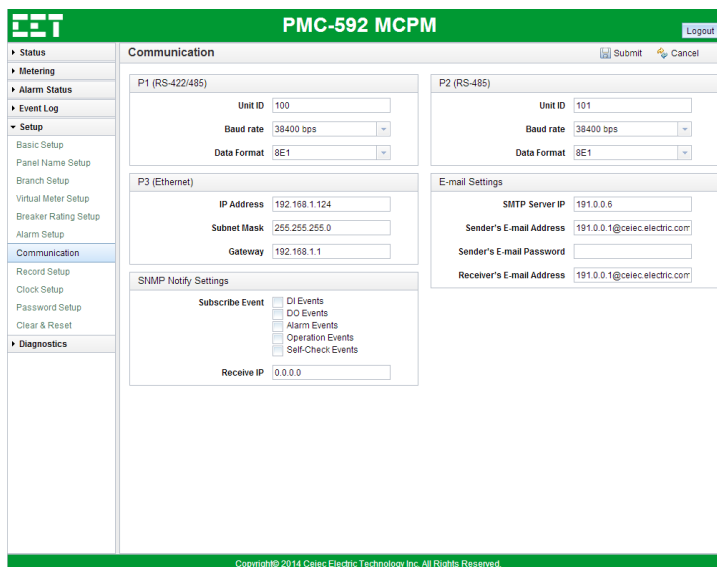 CET
PMC-592 MCPM
Logout
Status
Metering
Alarm Status
Event Log
Setup
Basic Setup
Panel Name Setup
Branch Setup
Virtual Meter Setup
Breaker Rating Setup
Alarm Setup
Communication
Record Setup
Clock Setup
Password Setup
Clear & Reset
Diagnostics
Communication
Submit
Cancel
P1 (RS-422/485)
Unit ID 100
Baud rate 38400 bps
Data Format 8E1
P2 (RS-485)
Unit ID 101
Baud rate 38400 bps
Data Format 8E1
P3 (Ethernet)
IP Address 192.168.1.124
Subnet Mask 255.255.255.0
Gateway 192.168.1.1
E-mail Settings
SMTP Server IP 191.0.0.6
Sender's E-mail Address 191.0.0.1@ceiec.electric.com
Sender's E-mail Password
Receiver's E-mail Address 191.0.0.1@ceiec.electric.com
SNMP Notify Settings
Subscribe Event
DI Events
DO Events
Alarm Events
Operation Events
Self-Check Events
Receive IP 0.0.0.0
Copyright© 2014 Ceiec Electric Technology Inc. All Rights Reserved.